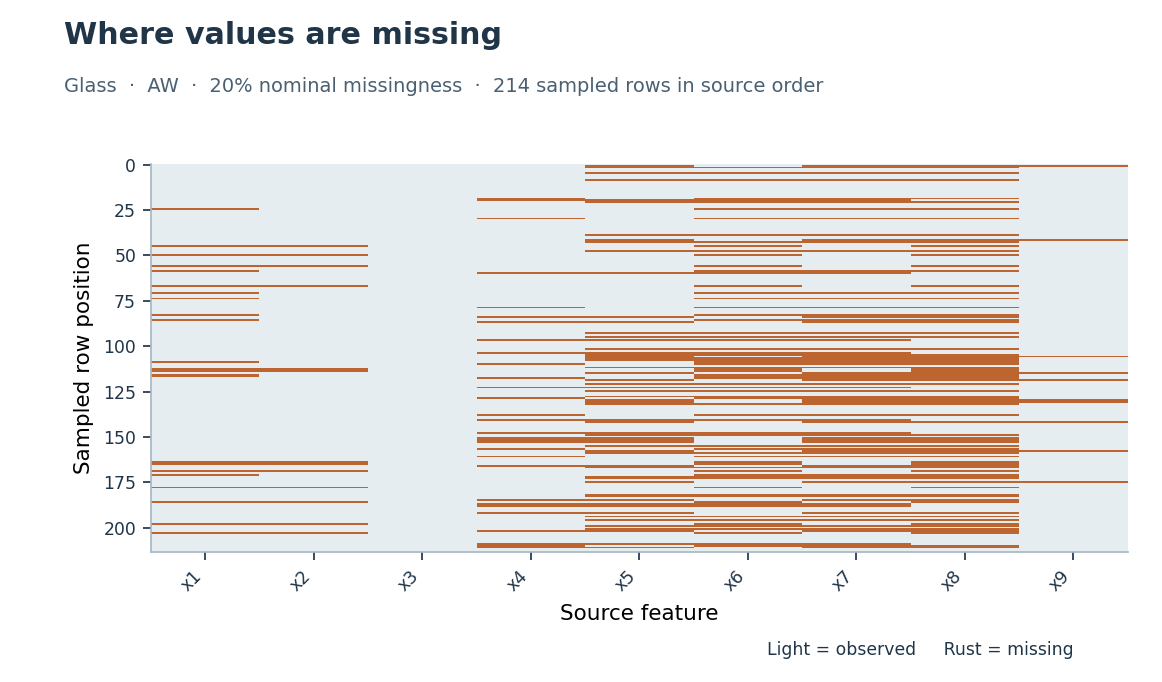 Where values are missing
Glass · AW · 20% nominal missingness · 214 sampled rows in source order
0
25
50
75
100
125
150
175
200
Sampled row position
x1 x2 x3 x4 x5 x6 x7 x8 x9
Source feature
Light = observed Rust = missing